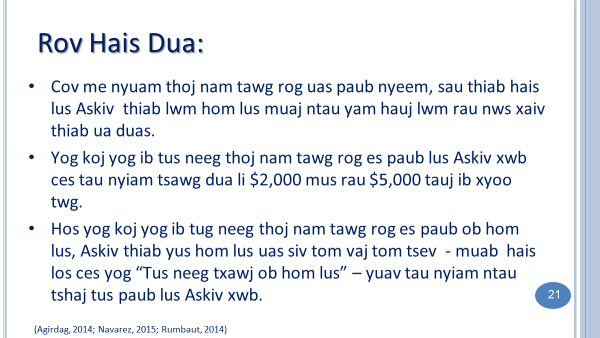 Rov Hais Dua:
• Cov me nyuam thoj nam tawg rog uas paub nyeem, sau thiab hais
lus Askiv thiab lwm hom lus muaj ntau yam hauj lwm rau nws xaiv
thiab ua duas.
• Yog koj yog ib tus neeg thoj nam tawg rog es paub lus Askiv xwb
ces tau nyiam tsawg dua li $2,000 mus rau $5,000 tauj ib xyoo
twg.
• Hos yog koj yog ib tug neeg thoj nam tawg rog es paub ob hom
lus, Askiv thiab yus hom lus uas siv tom vaj tom tsev - muab hais
los ces yog “Tus neeg txawj ob hom lus” – yuav tau nyiam ntau
tshaj tus paub lus Askiv xwb.
21
(Agirdag, 2014; Navarez, 2015; Rumbaut, 2014)